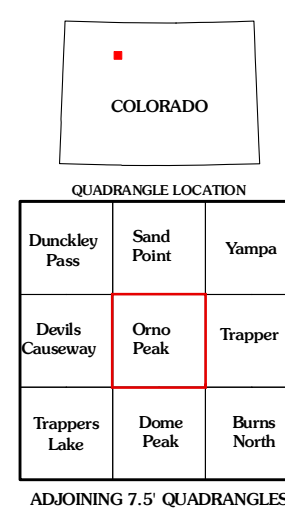 COLORADO
QUADRANGLE LOCATION
Dunckley
Pass
Sand
Point
Yampa
Devils
Causeway
Orno
Peak
Trapper
Trappers
Lake
Dome
Peak
Burns
North
ADJOINING 7.5' QUADRANGLES